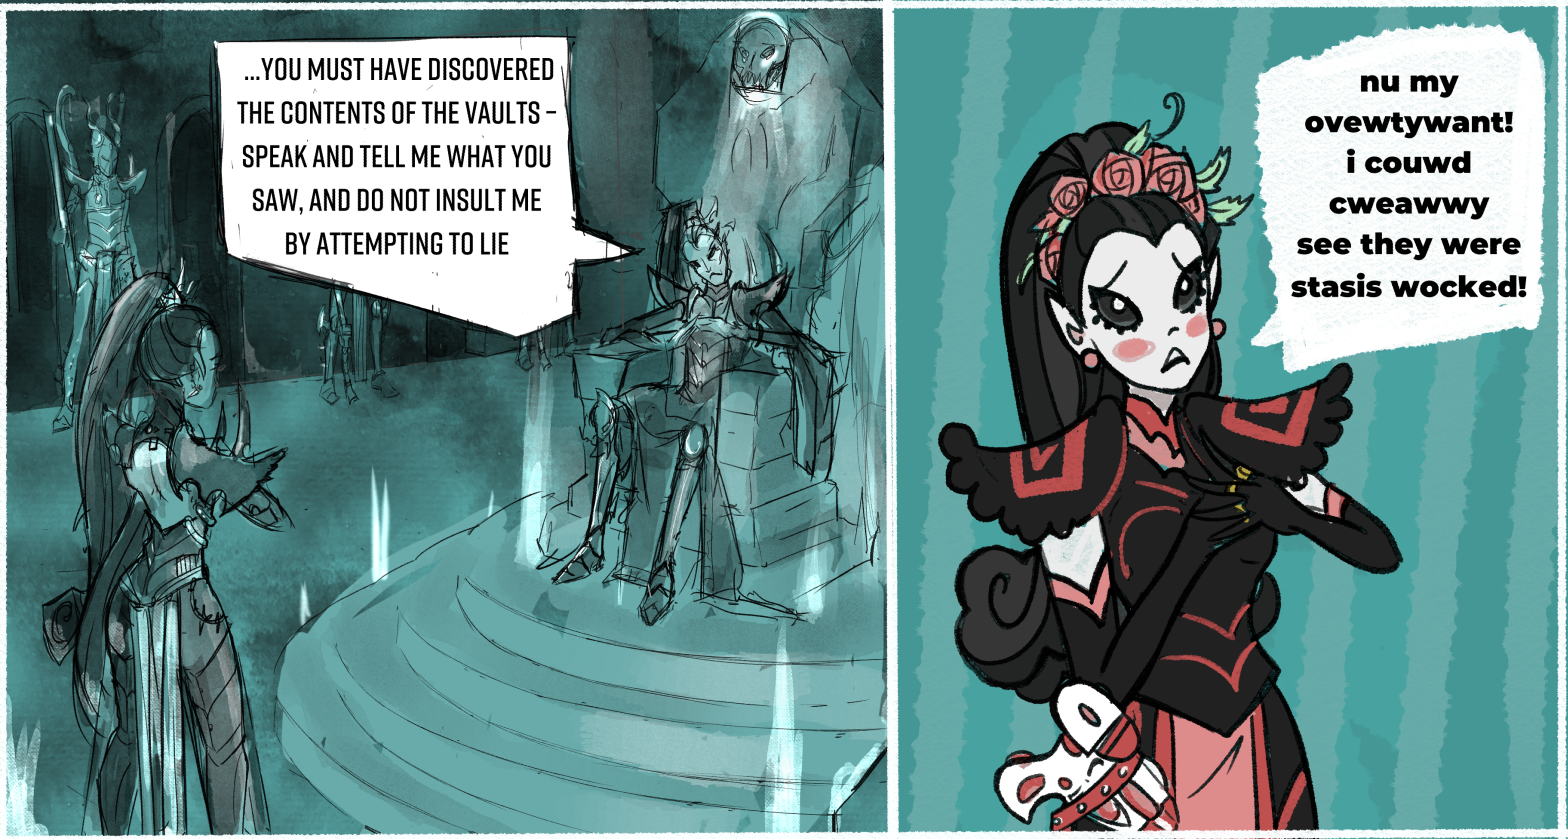 ...YOU MUST HAVE DISCOVERED
THE CONTENTS OF THE VAULTS –
SPEAK AND TELL ME WHAT YOU
SAW, AND DO NOT INSULT ME
BY ATTEMPTING TO LIE
nu my
ovewtywant!
i couwd
cweawwy
see they were
stasis wocked!